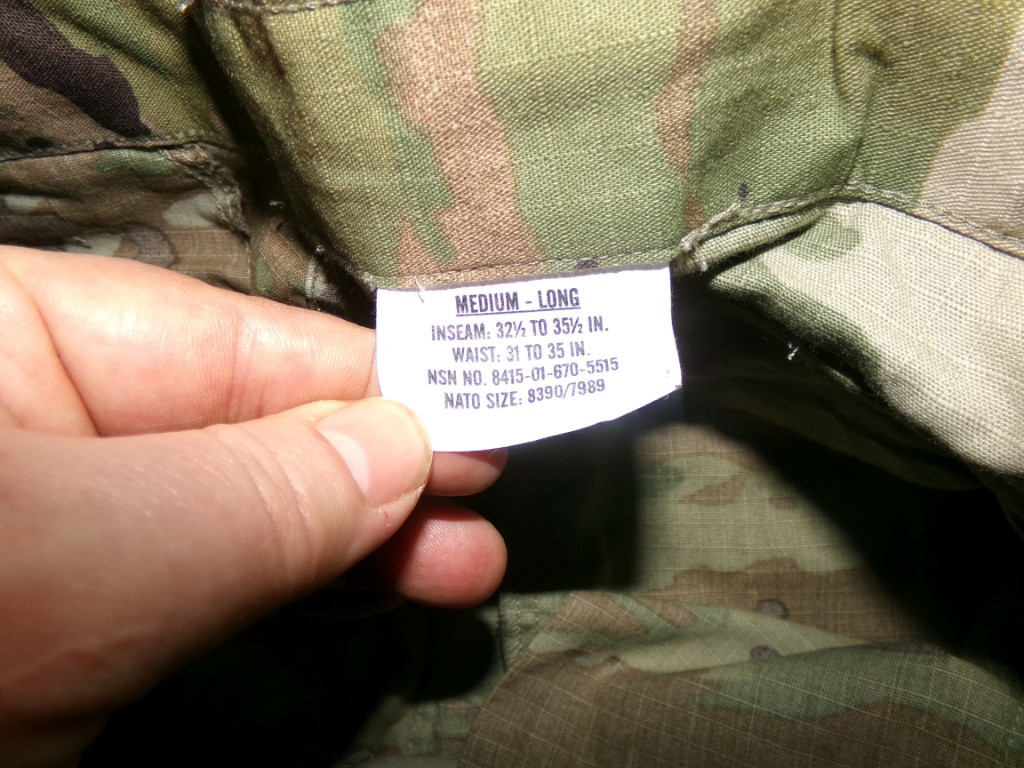 MEDIUM - LONG
INSEAM: 32½ TO 35½ IN.
WAIST: 31 TO 35 IN.
NSN NO. 8415-01-670-5515
NATO SIZE: 8390/7989